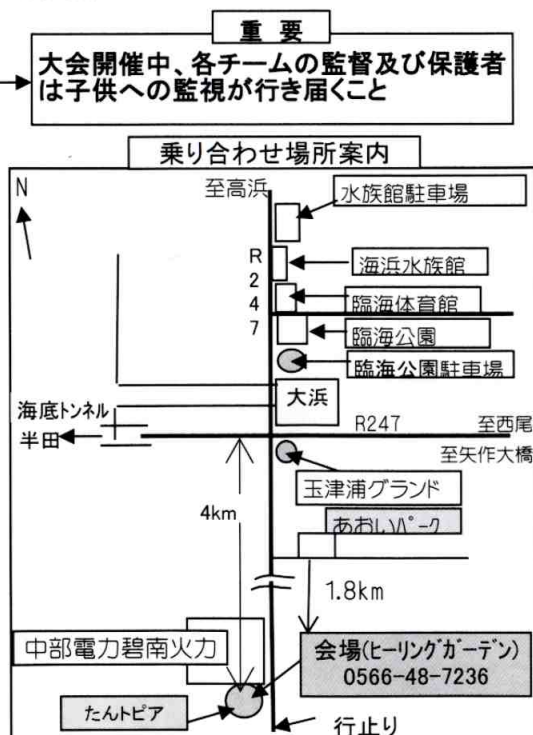 重 要
大会開催中、各チームの監督及び保護者
は子供への監視が行き届くこと
乗り合わせ場所案内
N
至高浜
水族館駐車場
R247
海浜水族館
臨海体育館
臨海公園
臨海公園駐車場
大浜
海底トンネル
半田
R247
至西尾
至矢作大橋
玉津浦グランド
4km
あおいパーク
1.8km
中部電力碧南火力
会場(ヒーリングガーデン)
0566-48-7236
たんトピア
行止り